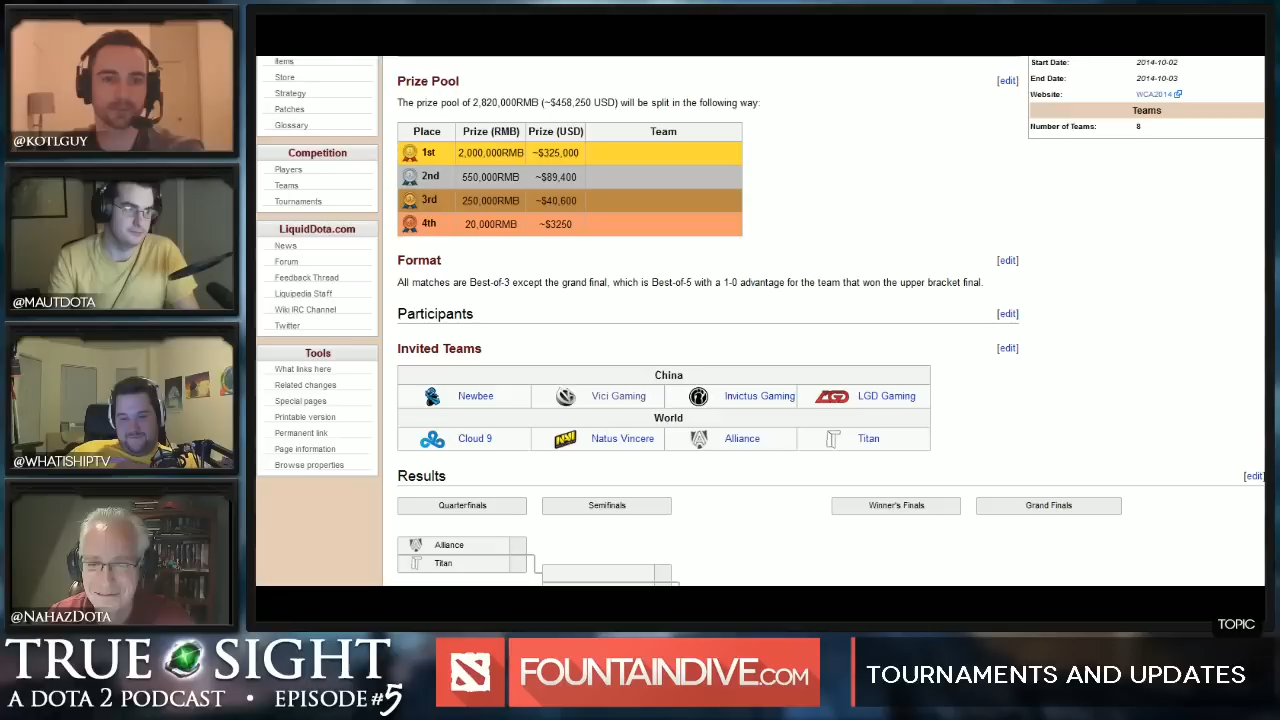 @KOTLGUY
@MAUTDOTA
@WHATISHIPTV
@NAHAZDOTA
Items
Store
Strategy
Patches
Glossary
Competition
Players
Teams
Tournaments
LiquidDota.com
News
Forum
Feedback Thread
Liquipedia Staff
Wiki IRC Channel
Twitter
Tools
What links here
Related changes
Special pages
Printable version
Permanent link
Page information
Browse properties
Prize Pool [edit]
The prize pool of 2,820,000RMB (~$458,250 USD) will be split in the following way:
Place Prize (RMB) Prize (USD) Team
1st 2,000,000RMB ~$325,000
2nd 550,000RMB ~$89,400
3rd 250,000RMB ~$40,600
4th 20,000RMB ~$3250
Format [edit]
All matches are Best-of-3 except the grand final, which is Best-of-5 with a 1-0 advantage for the team that won the upper bracket final.
Participants [edit]
Invited Teams [edit]
China
Newbee Vici Gaming Invictus Gaming LGD Gaming
World
Cloud 9 Natus Vincere Alliance Titan
Results [edit]
Quarterfinals Semifinals Winner's Finals Grand Finals
Alliance
Titan
Start Date: 2014-10-02
End Date: 2014-10-03
Website: WCA2014
Teams
Number of Teams: 8
TOPIC
TRUE SIGHT
A DOTA 2 PODCAST • EPISODE #5
FOUNTAINDIVE.COM
TOURNAMENTS AND UPDATES